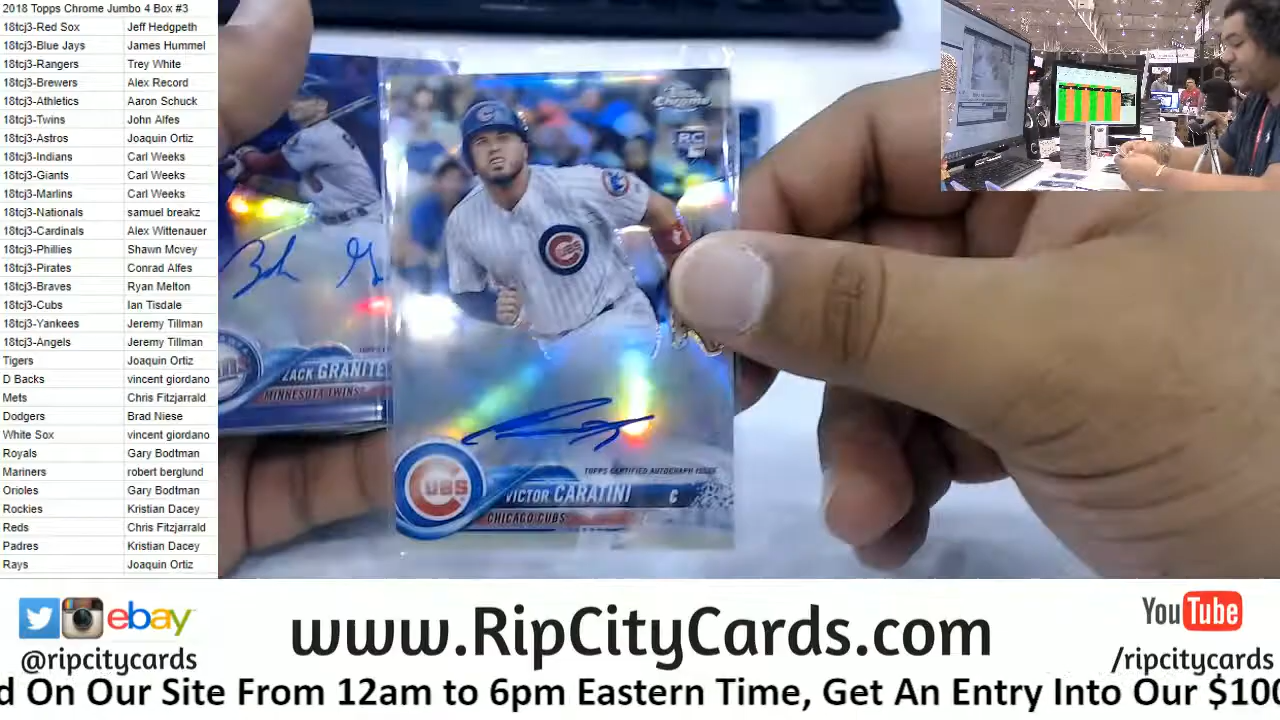 2018 Topps Chrome Jumbo 4 Box #3
18tcj3-Red Sox Jeff Hedgpeth
18tcj3-Blue Jays James Hummel
18tcj3-Rangers Trey White
18tcj3-Brewers Alex Record
18tcj3-Athletics Aaron Schuck
18tcj3-Twins John Alfes
18tcj3-Astros Joaquin Ortiz
18tcj3-Indians Carl Weeks
18tcj3-Giants Carl Weeks
18tcj3-Marlins Carl Weeks
18tcj3-Nationals samuel breakz
18tcj3-Cardinals Alex Wittenauer
18tcj3-Phillies Shawn Mcvey
18tcj3-Pirates Conrad Alfes
18tcj3-Braves Ryan Melton
18tcj3-Cubs Ian Tisdale
18tcj3-Yankees Jeremy Tillman
18tcj3-Angels Jeremy Tillman
Tigers Joaquin Ortiz
D Backs vincent giordano
Mets Chris Fitzjarrald
Dodgers Brad Niese
White Sox vincent giordano
Royals Gary Bodtman
Mariners robert berglund
Orioles Gary Bodtman
Rockies Kristian Dacey
Reds Chris Fitzjarrald
Padres Kristian Dacey
Rays Joaquin Ortiz
Topps
Chrome
RC
CUBS
ZACK GRANITE
MINNESOTA TWINS
TOPPS CERTIFIED AUTOGRAPH ISSUE
CUBS
VICTOR CARATINI C
CHICAGO CUBS
ebay
@ripcitycards
www.RipCityCards.com
YouTube
/ripcitycards
d On Our Site From 12am to 6pm Eastern Time, Get An Entry Into Our $100